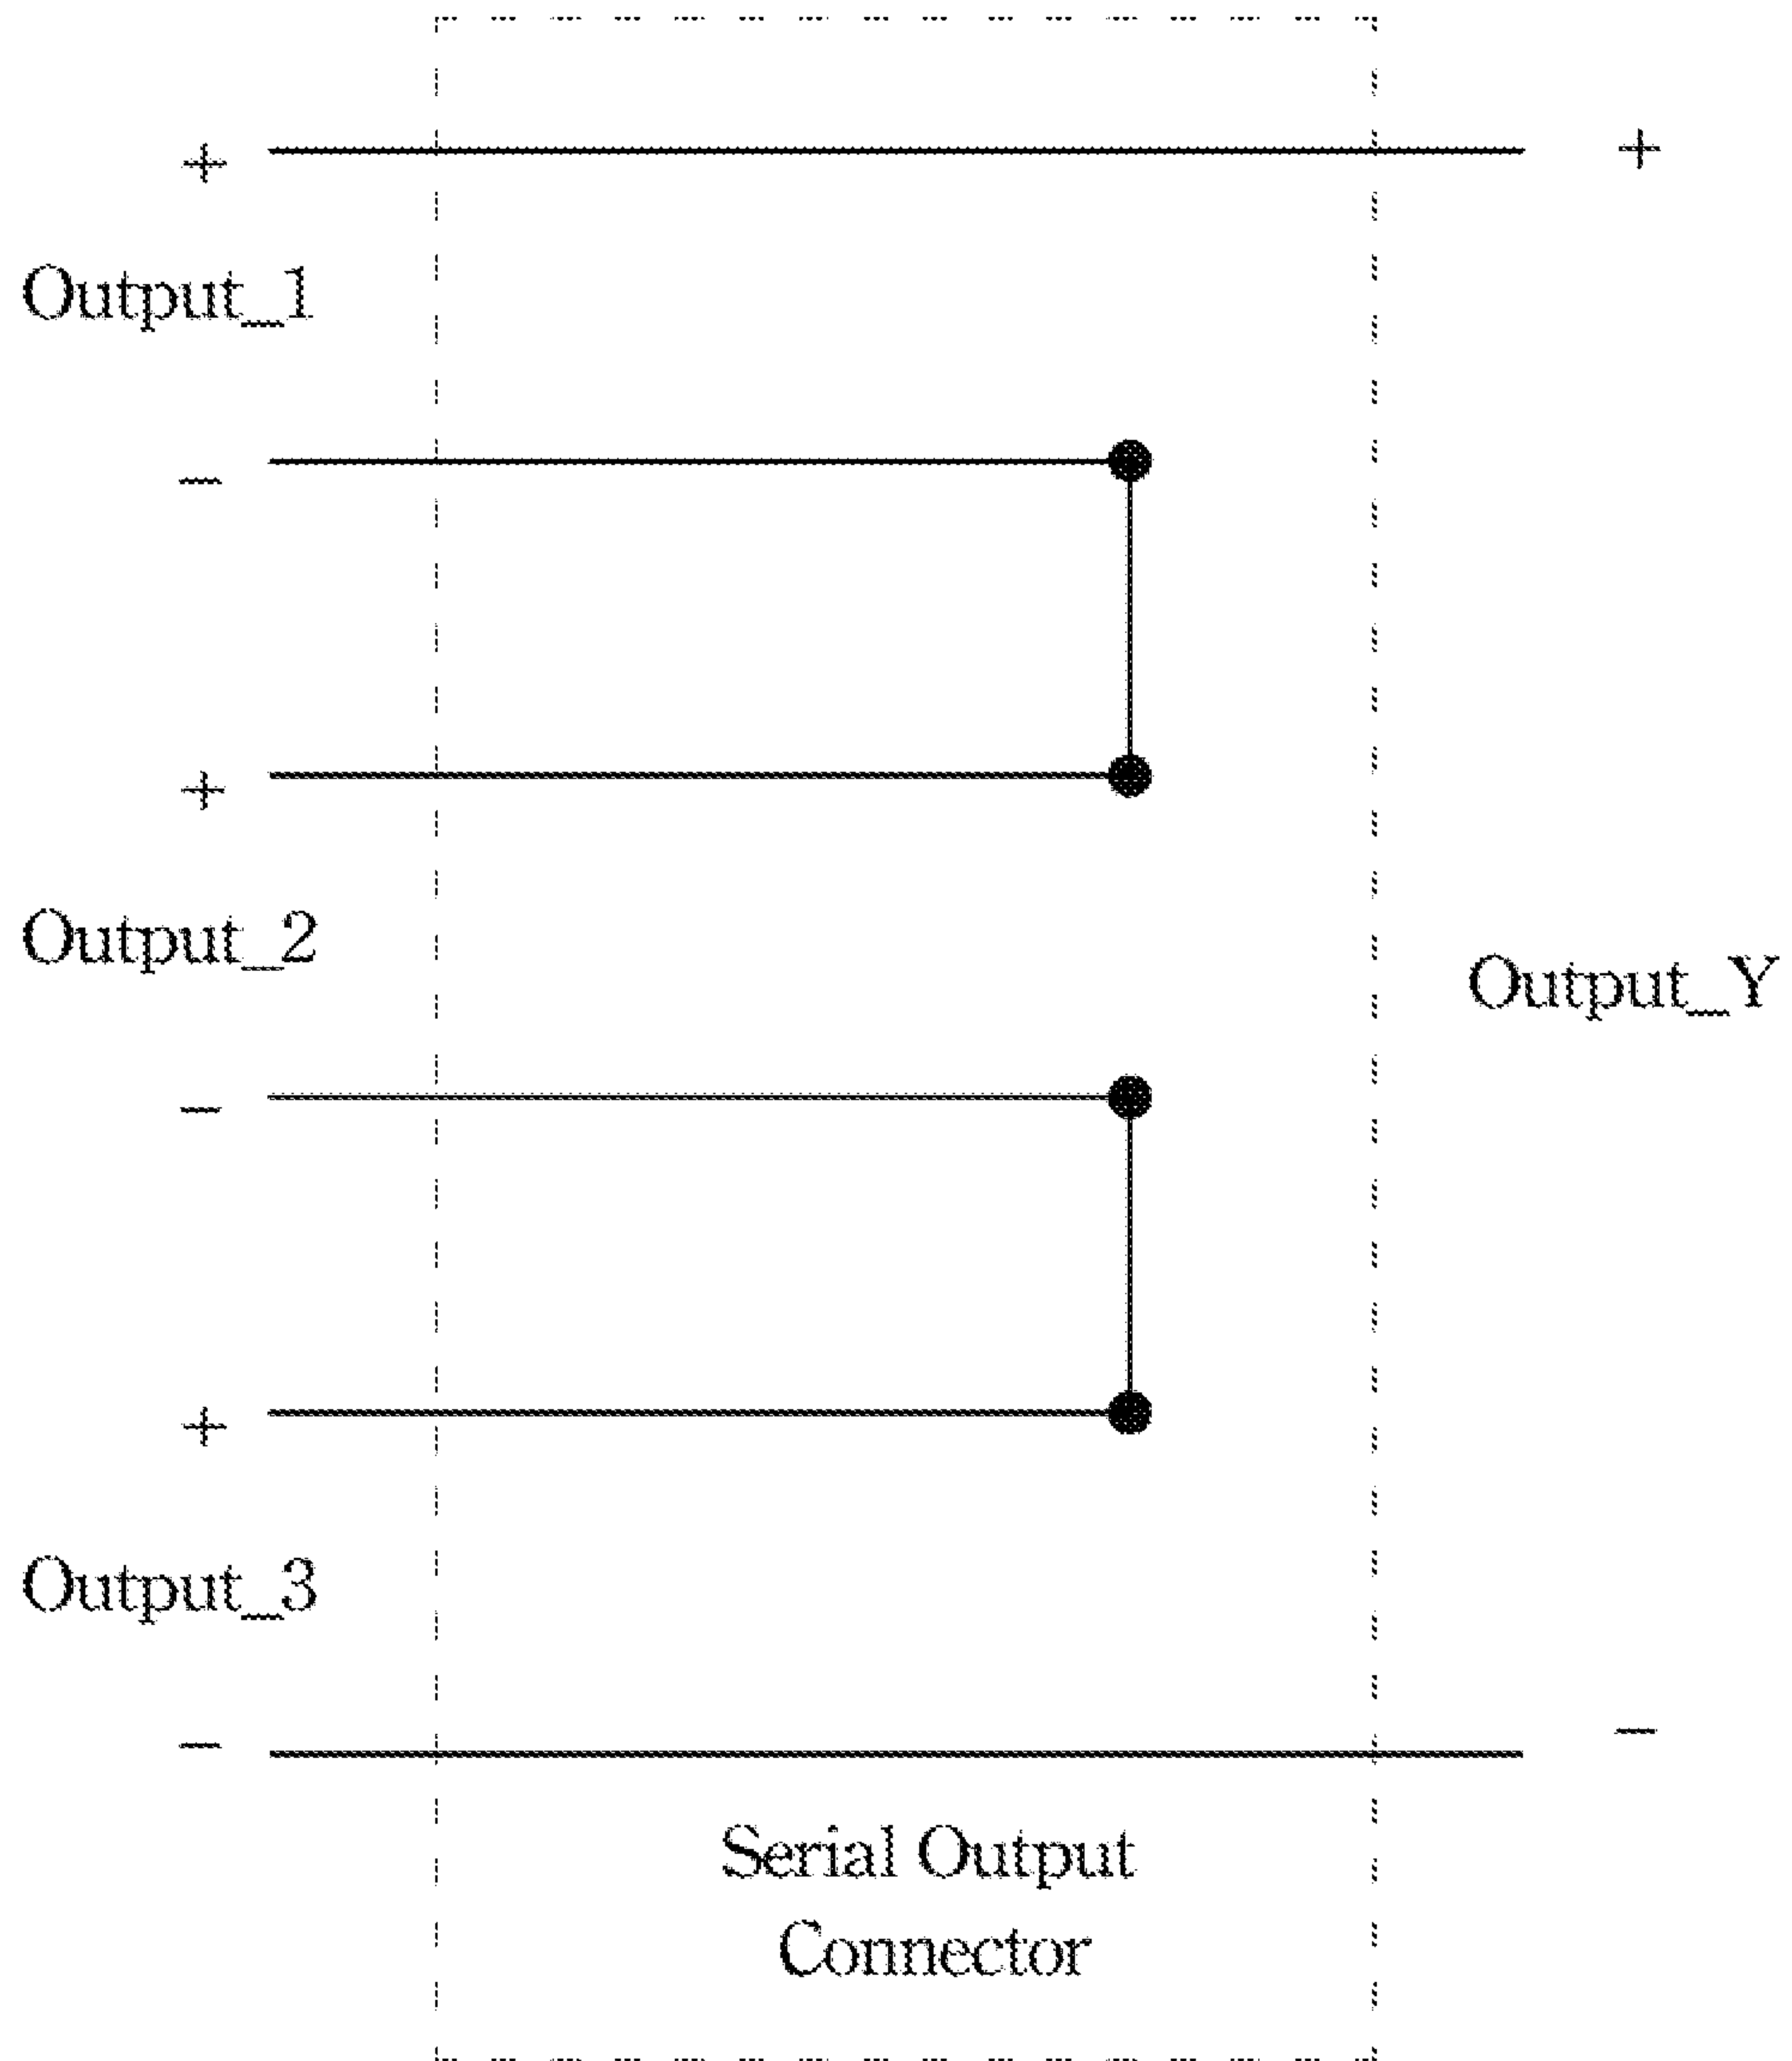 +
+
Output_1
−
+
Output_2
Output_Y
−
+
Output_3
−
−
Serial Output
Connector